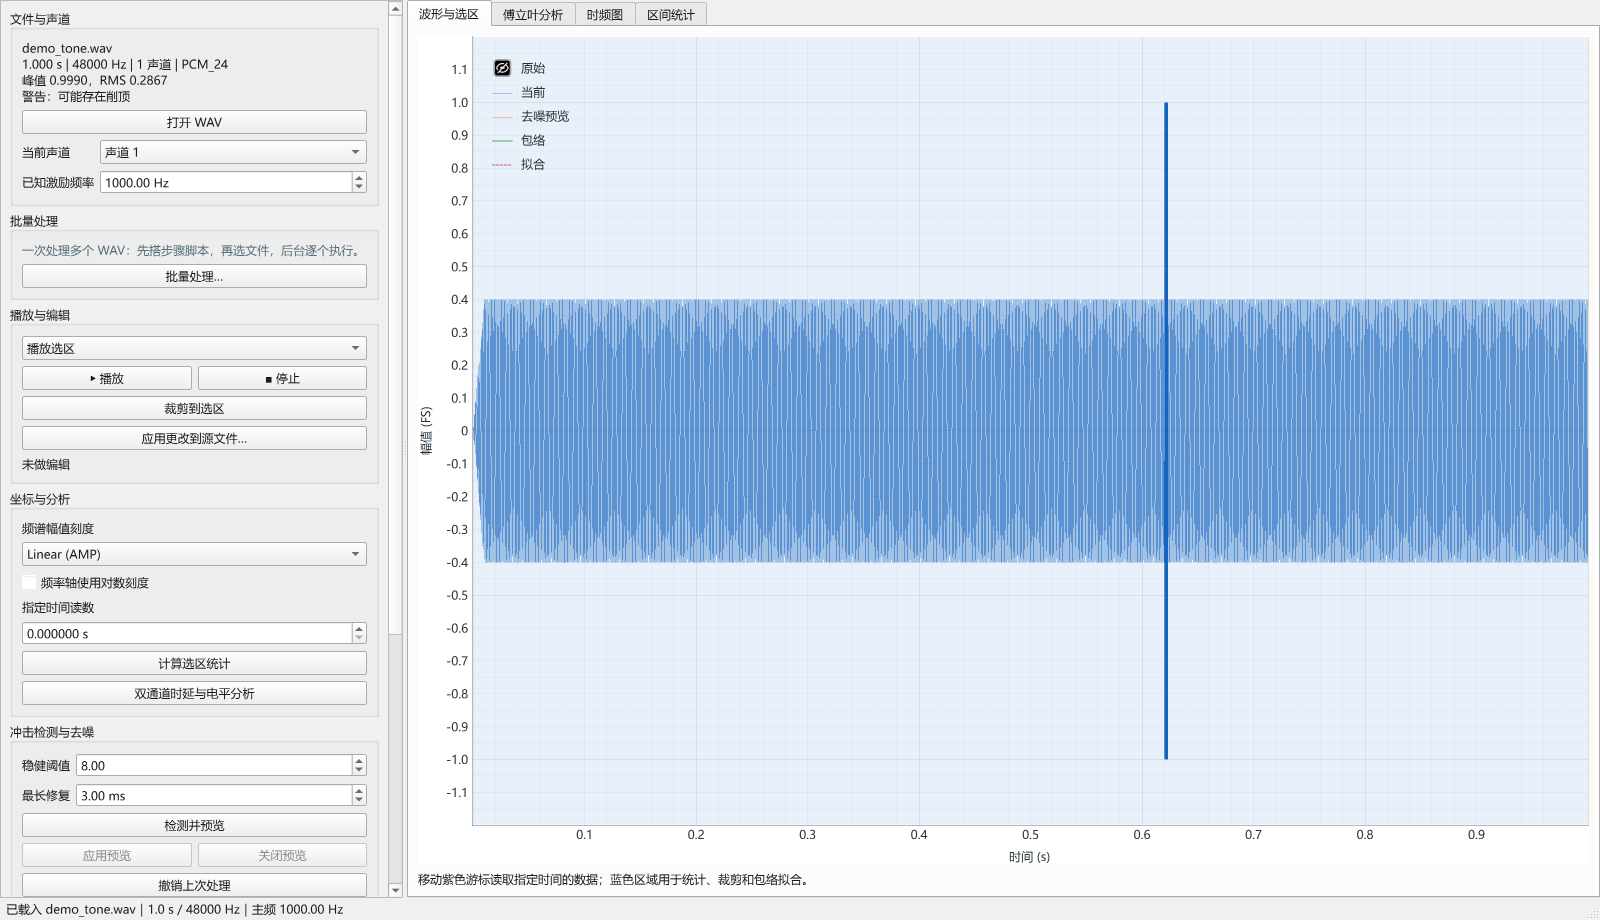 文件与声道
demo_tone.wav
1.000 s | 48000 Hz | 1 声道 | PCM_24
峰值 0.9990，RMS 0.2867
警告：可能存在削顶
打开 WAV
当前声道 声道 1
已知激励频率 1000.00 Hz
批量处理
一次处理多个 WAV：先搭步骤脚本，再选文件，后台逐个执行。
批量处理...
播放与编辑
播放选区
播放 停止
裁剪到选区
应用更改到源文件...
未做编辑
坐标与分析
频谱幅值刻度
Linear (AMP)
频率轴使用对数刻度
指定时间读数
0.000000 s
计算选区统计
双通道时延与电平分析
冲击检测与去噪
稳健阈值 8.00
最长修复 3.00 ms
检测并预览
应用预览 关闭预览
撤销上次处理
波形与选区 傅立叶分析 时频图 区间统计
原始
当前
去噪预览
包络
拟合
幅值 (FS)
1.1
1.0
0.9
0.8
0.7
0.6
0.5
0.4
0.3
0.2
0.1
0
-0.1
-0.2
-0.3
-0.4
-0.5
-0.6
-0.7
-0.8
-0.9
-1.0
-1.1
0.1 0.2 0.3 0.4 0.5 0.6 0.7 0.8 0.9
时间 (s)
移动紫色游标读取指定时间的数据；蓝色区域用于统计、裁剪和包络拟合。
已载入 demo_tone.wav | 1.0 s / 48000 Hz | 主频 1000.00 Hz